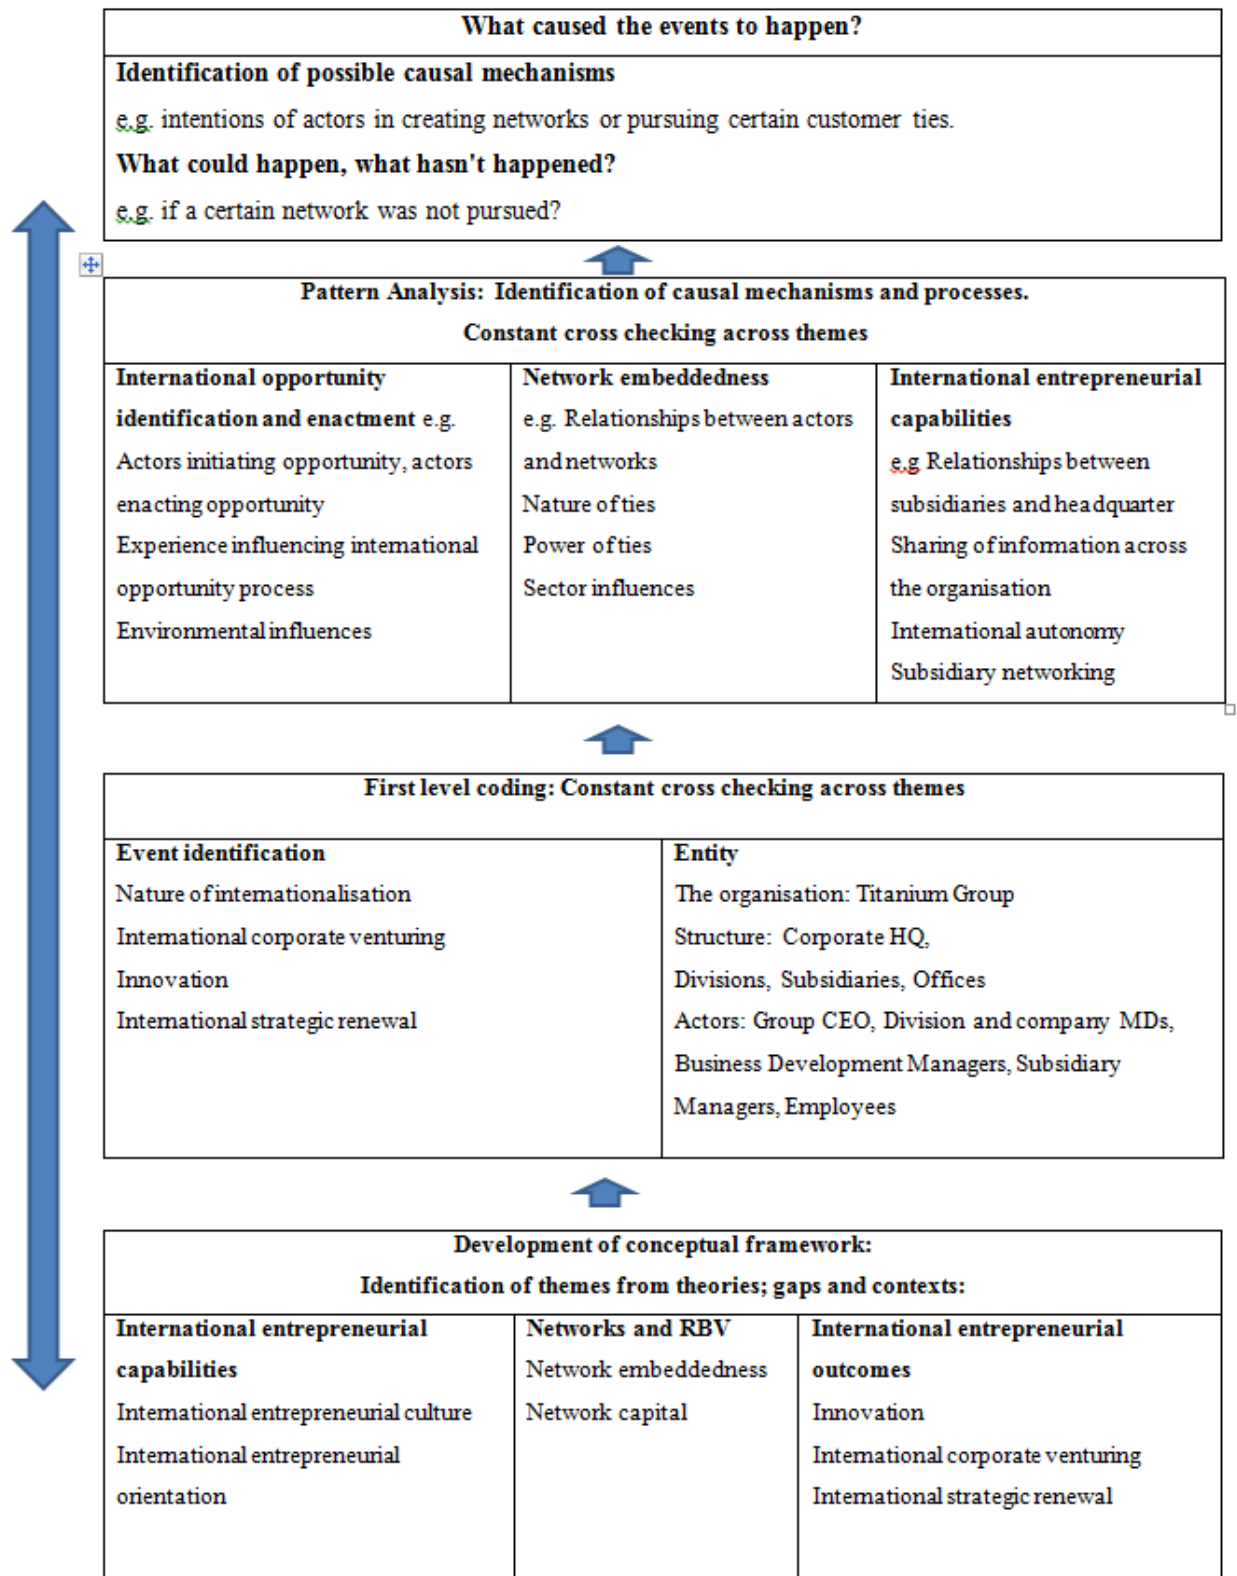 What caused the events to happen?
Identification of possible causal mechanisms
e.g. intentions of actors in creating networks or pursuing certain customer ties.
What could happen, what hasn't happened?
e.g. if a certain network was not pursued?
Pattern Analysis: Identification of causal mechanisms and processes.
Constant cross checking across themes
International opportunity
identification and enactment e.g.
Actors initiating opportunity, actors
enacting opportunity
Experience influencing international
opportunity process
Environmental influences
Network embeddedness
e.g. Relationships between actors
and networks
Nature of ties
Power of ties
Sector influences
International entrepreneurial
capabilities
e.g Relationships between
subsidiaries and headquarter
Sharing of information across
the organisation
International autonomy
Subsidiary networking
First level coding: Constant cross checking across themes
Event identification
Nature of internationalisation
International corporate venturing
Innovation
International strategic renewal
Entity
The organisation: Titanium Group
Structure: Corporate HQ,
Divisions, Subsidiaries, Offices
Actors: Group CEO, Division and company MDs,
Business Development Managers, Subsidiary
Managers, Employees
Development of conceptual framework:
Identification of themes from theories; gaps and contexts:
International entrepreneurial
capabilities
International entrepreneurial culture
International entrepreneurial
orientation
Networks and RBV
Network embeddedness
Network capital
International entrepreneurial
outcomes
Innovation
International corporate venturing
International strategic renewal